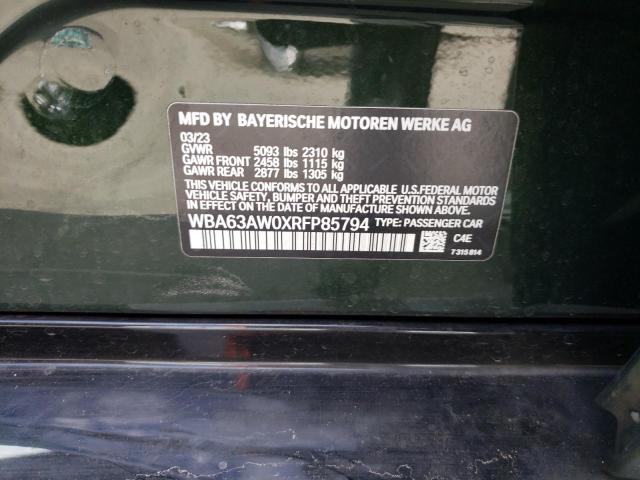 MFD BY BAYERISCHE MOTOREN WERKE AG
03/23
GVWR 5093 lbs 2310 kg
GAWR FRONT 2458 lbs 1115 kg
GAWR REAR 2877 lbs 1305 kg
THIS VEHICLE CONFORMS TO ALL APPLICABLE U.S.FEDERAL MOTOR
VEHICLE SAFETY, BUMPER AND THEFT PREVENTION STANDARDS
IN EFFECT ON THE DATE OF MANUFACTURE SHOWN ABOVE.
WBA63AW0XRFP85794 TYPE: PASSENGER CAR
C4E
7315814